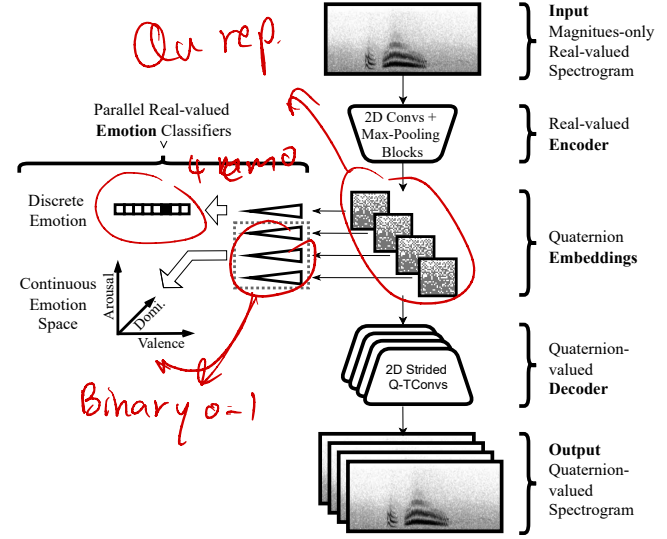 Input
Magnitues-only
Real-valued
Spectrogram
Qu rep.
Parallel Real-valued
Emotion Classifiers
2D Convs +
Max-Pooling
Blocks
Real-valued
Encoder
4 emo
Discrete
Emotion
Quaternion
Embeddings
Continuous
Emotion
Space
Arousal
Domi.
Valence
2D Strided
Q-TConvs
Quaternion-
valued
Decoder
Binary 0-1
Output
Quaternion-
valued
Spectrogram